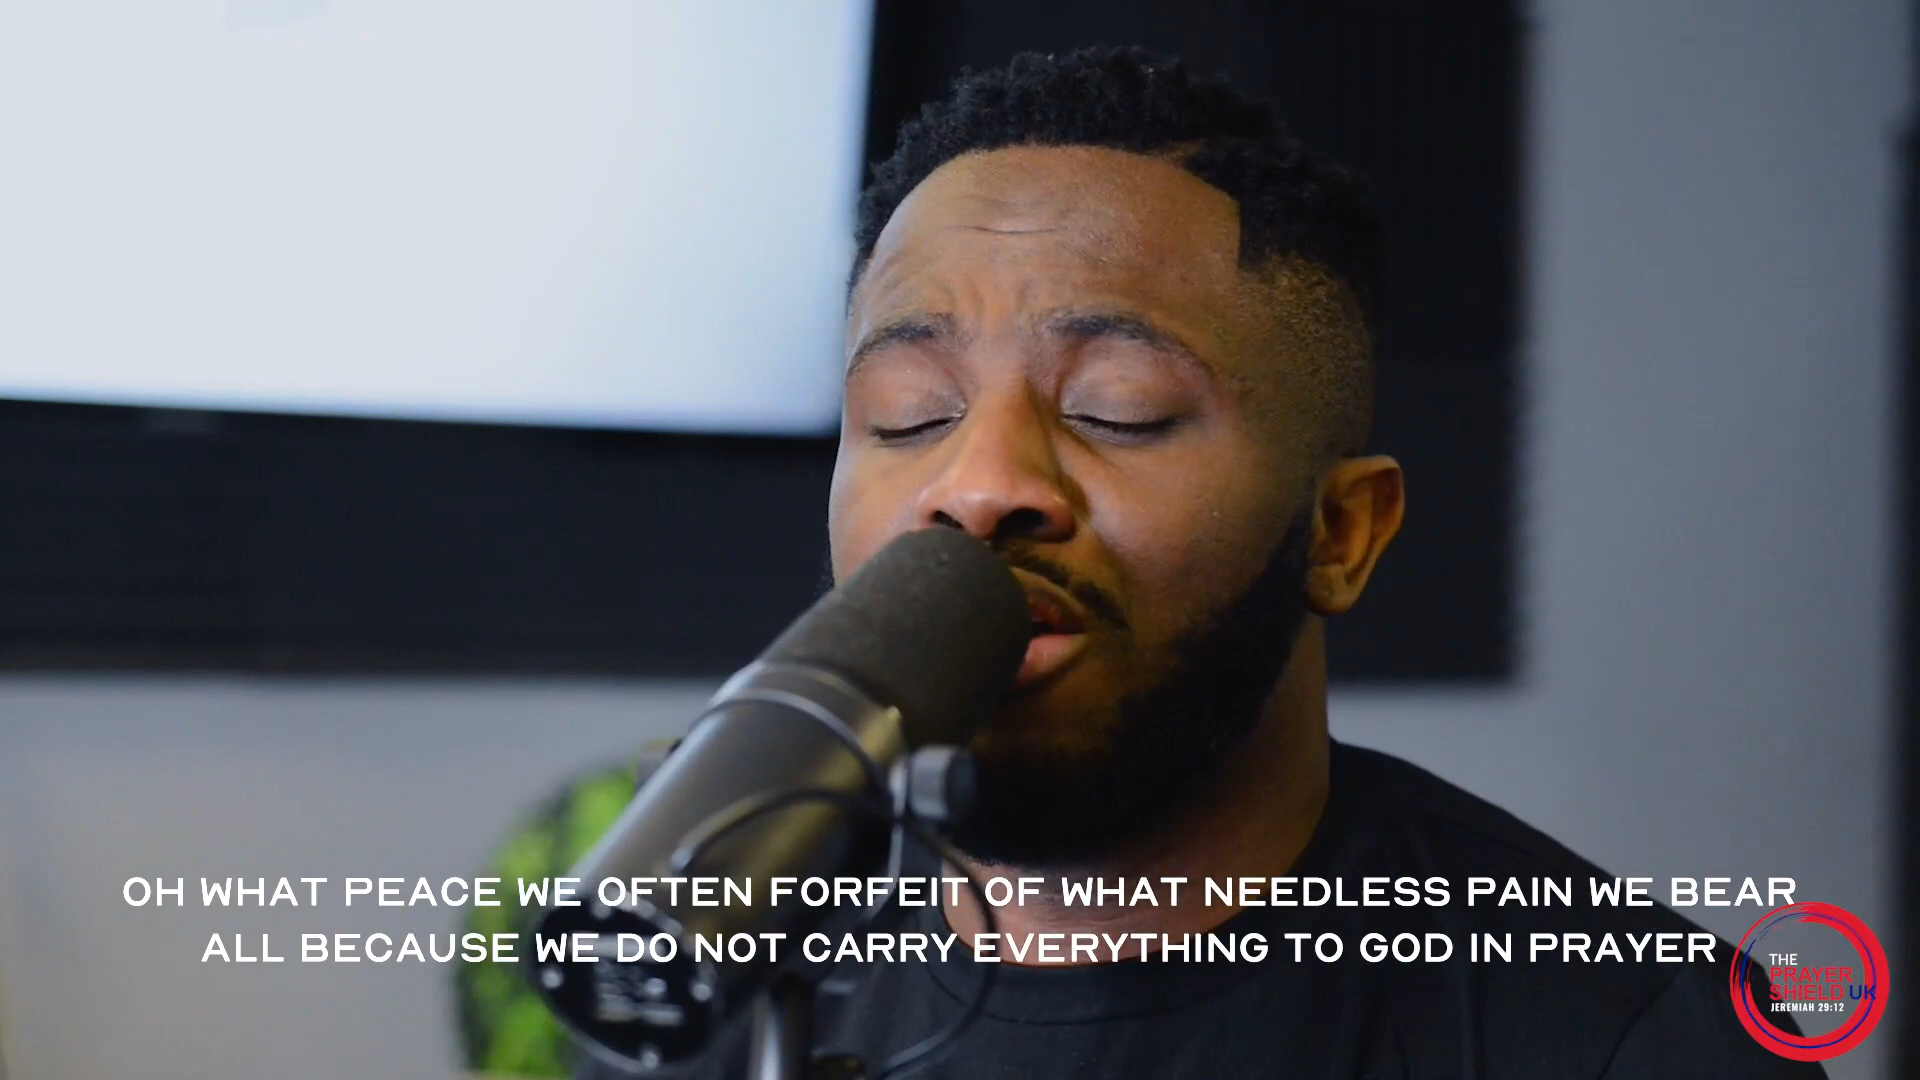 OH WHAT PEACE WE OFTEN FORFEIT OF WHAT NEEDLESS PAIN WE BEAR
ALL BECAUSE WE DO NOT CARRY EVERYTHING TO GOD IN PRAYER
THE
PRAYER
SHIELD UK
JEREMIAH 29:12